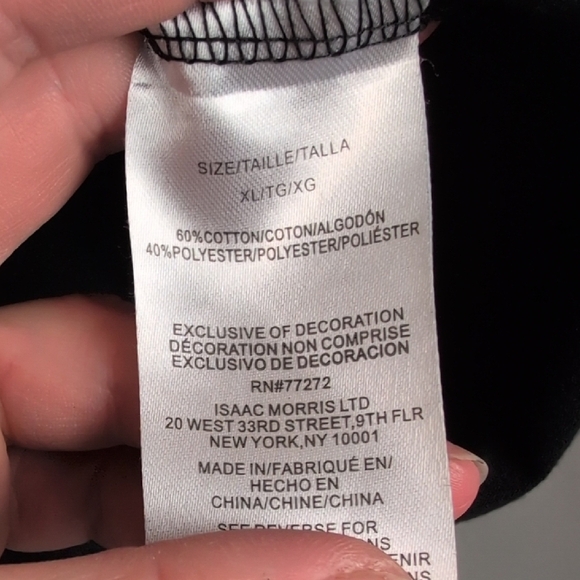 SIZE/TAILLE/TALLA
XL/TG/XG
60%COTTON/COTON/ALGODÓN
40%POLYESTER/POLYESTER/POLIÉSTER
EXCLUSIVE OF DECORATION
DÉCORATION NON COMPRISE
EXCLUSIVO DE DECORACION
RN#77272
ISAAC MORRIS LTD
20 WEST 33RD STREET,9TH FLR
NEW YORK,NY 10001
MADE IN/FABRIQUÉ EN/
HECHO EN
CHINA/CHINE/CHINA
SEE REVERSE FOR